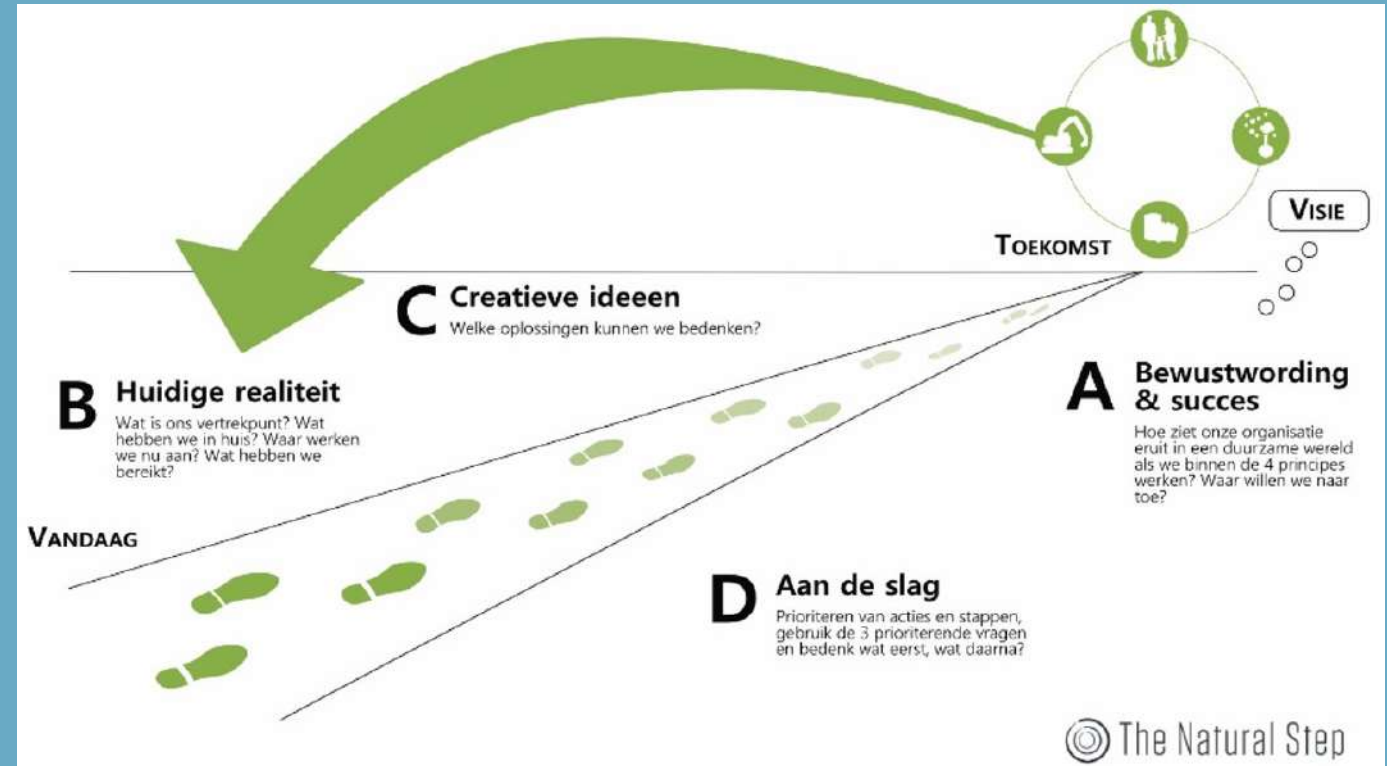 VISIE
TOEKOMST
C Creatieve ideeen
Welke oplossingen kunnen we bedenken?
B Huidige realiteit
Wat is ons vertrekpunt? Wat
hebben we in huis? Waar werken
we nu aan? Wat hebben we
bereikt?
A Bewustwording
& succes
Hoe ziet onze organisatie
eruit in een duurzame wereld
als we binnen de 4 principes
werken? Waar willen we naar
toe?
VANDAAG
D Aan de slag
Prioriteren van acties en stappen,
gebruik de 3 prioriterende vragen
en bedenk wat eerst, wat daarna?
The Natural Step